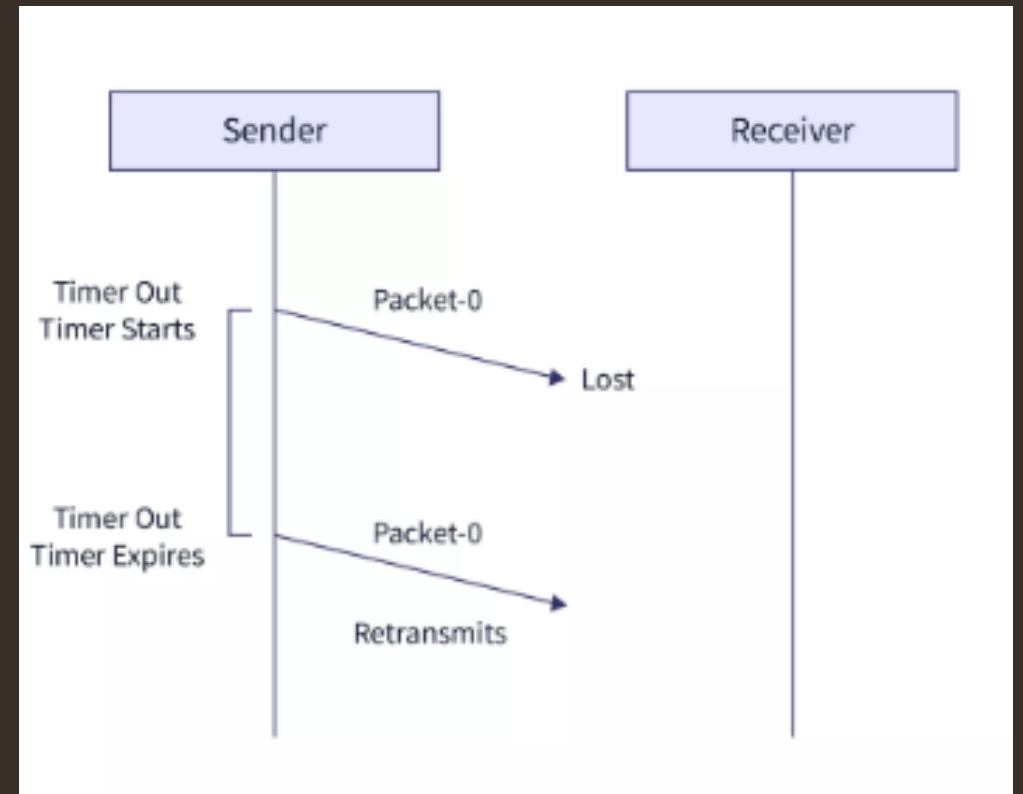 Sender
Receiver
Timer Out
Timer Starts
Packet-0
Lost
Timer Out
Timer Expires
Packet-0
Retransmits